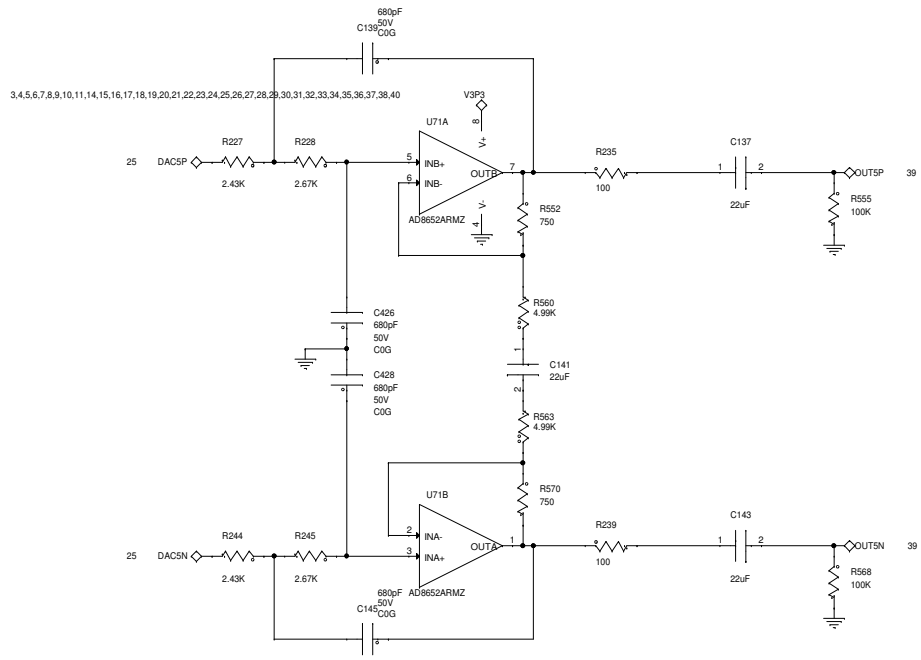 680pF
50V
C139 C0G
3,4,5,6,7,8,9,10,11,14,15,16,17,18,19,20,21,22,23,24,25,26,27,28,29,30,31,32,33,34,35,36,37,38,40
V3P3
8
V+
U71A
R227
R228
25
DAC5P
2.43K
2.67K
5
INB+
6
INB-
OUTB
7
V-
4
AD8652ARMZ
R235
100
C137
1
2
22uF
OUT5P
39
R555
100K
R552
750
R560
4.99K
C426
680pF
50V
C0G
C428
680pF
50V
C0G
1
C141
22uF
2
R563
4.99K
R570
750
U71B
2
INA-
3
INA+
OUTA
1
AD8652ARMZ
R244
R245
25
DAC5N
2.43K
2.67K
R239
100
C143
1
2
22uF
OUT5N
39
R568
100K
680pF
50V
C145 C0G